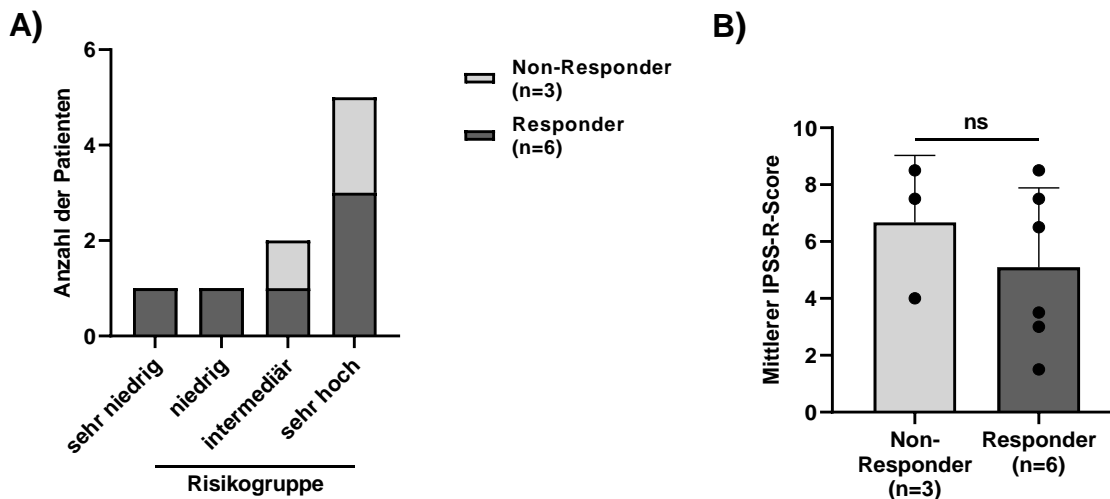 A)
Anzahl der Patienten
6
4
2
0
sehr niedrig
niedrig
intermediär
sehr hoch
Risikogruppe
Non-Responder
(n=3)
Responder
(n=6)
B)
Mittlerer IPSS-R-Score
10
8
6
4
2
0
ns
Non-
Responder
(n=3)
Responder
(n=6)